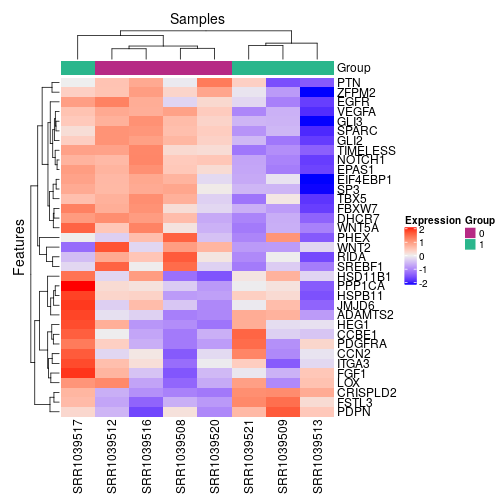 Samples
Group
PTN
ZFPM2
EGFR
VEGFA
GLI3
SPARC
GLI2
TIMELESS
NOTCH1
EPAS1
EIF4EBP1
SP3
TBX5
FBXW7
DHCR7
WNT5A
PHEX
WNT2
RIDA
SREBF1
HSD11B1
PPP1CA
HSPB11
JMJD6
ADAMTS2
HEG1
CCBE1
PDGFRA
CCN2
ITGA3
FGF1
LOX
CRISPLD2
FSTL3
PDPN
Features
Expression
2
1
0
-1
-2
Group
0
1
SRR1039517
SRR1039512
SRR1039516
SRR1039508
SRR1039520
SRR1039521
SRR1039509
SRR1039513